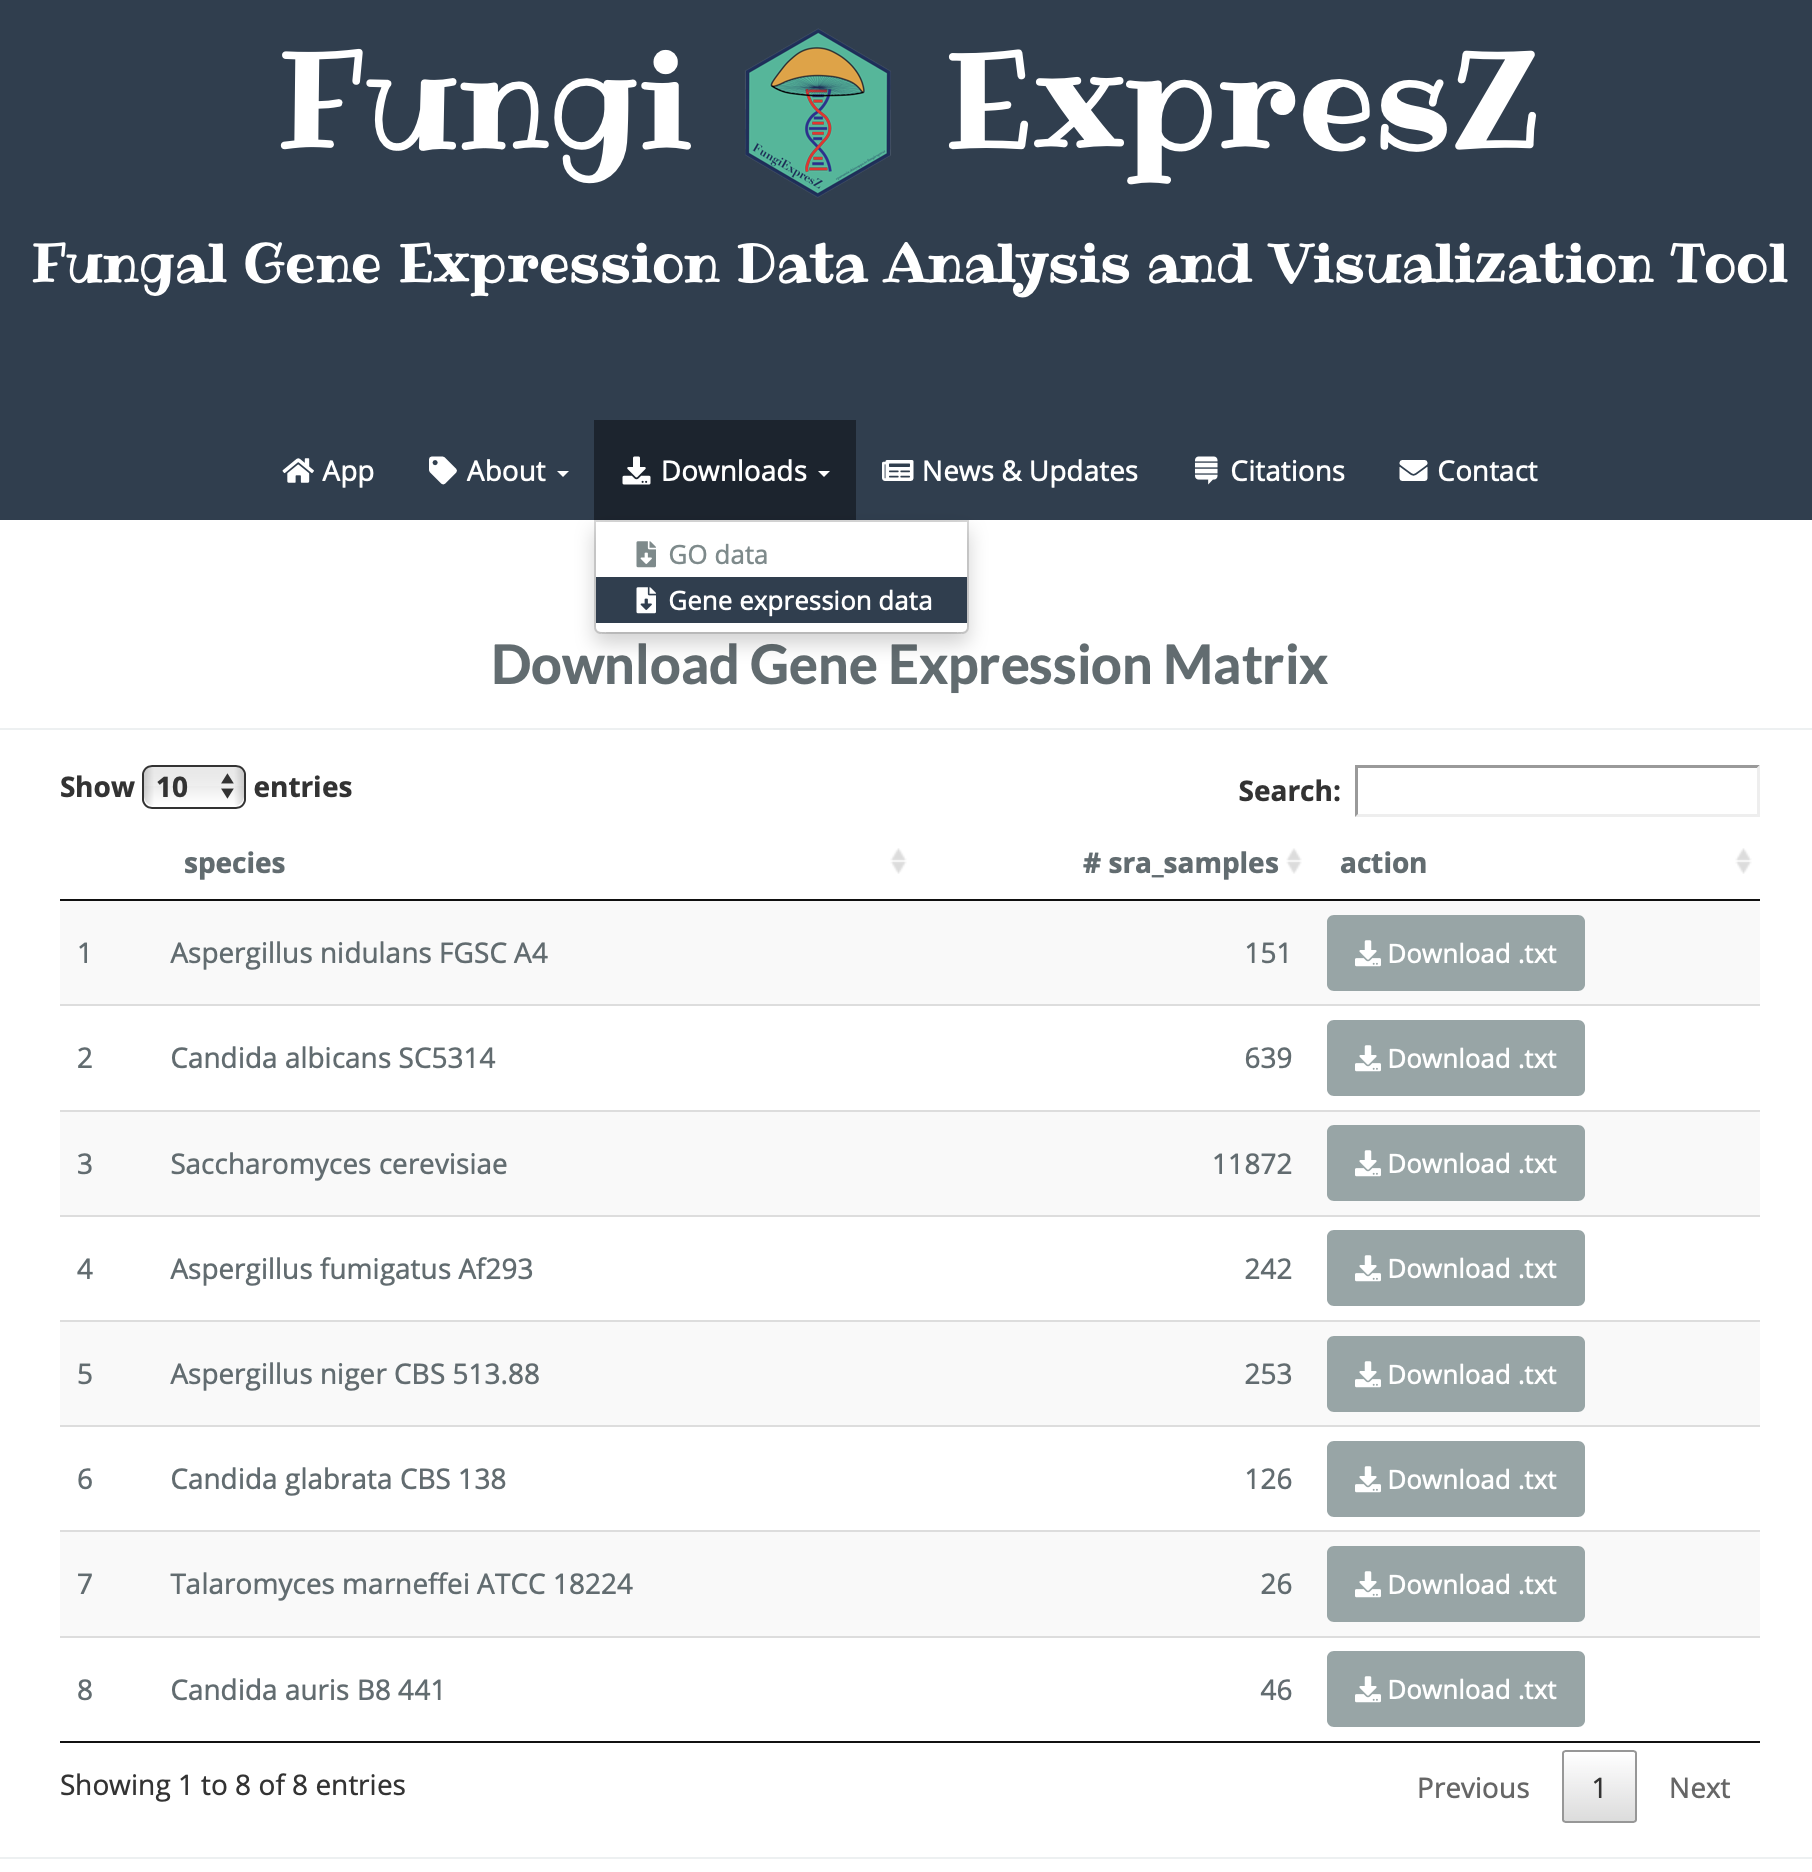 Fungi ExpresZ
FungiExpresZ
Fungal Gene Expression Data Analysis and Visualization Tool
App About Downloads News & Updates Citations Contact
GO data
Gene expression data
Download Gene Expression Matrix
Show 10 entries Search:
species # sra_samples action
1 Aspergillus nidulans FGSC A4 151 Download .txt
2 Candida albicans SC5314 639 Download .txt
3 Saccharomyces cerevisiae 11872 Download .txt
4 Aspergillus fumigatus Af293 242 Download .txt
5 Aspergillus niger CBS 513.88 253 Download .txt
6 Candida glabrata CBS 138 126 Download .txt
7 Talaromyces marneffei ATCC 18224 26 Download .txt
8 Candida auris B8 441 46 Download .txt
Showing 1 to 8 of 8 entries Previous 1 Next